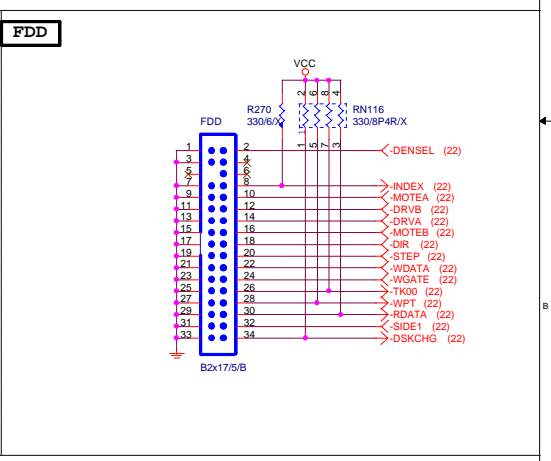 FDD
VCC
2 6 8 4
R270 RN116
330/6/X 330/8P4R/X
FDD
1 5 7 3
1 2 -DENSEL (22)
3 4
5 6
7 8 -INDEX (22)
9 10 -MOTEA (22)
11 12 -DRVB (22)
13 14 -DRVA (22)
15 16 -MOTEB (22)
17 18 -DIR (22)
19 20 -STEP (22)
21 22 -WDATA (22)
23 24 -WGATE (22)
25 26 -TK00 (22)
27 28 -WPT (22)
29 30 -RDATA (22)
31 32 -SIDE1 (22)
33 34 -DSKCHG (22)
B
B2x17/5/B